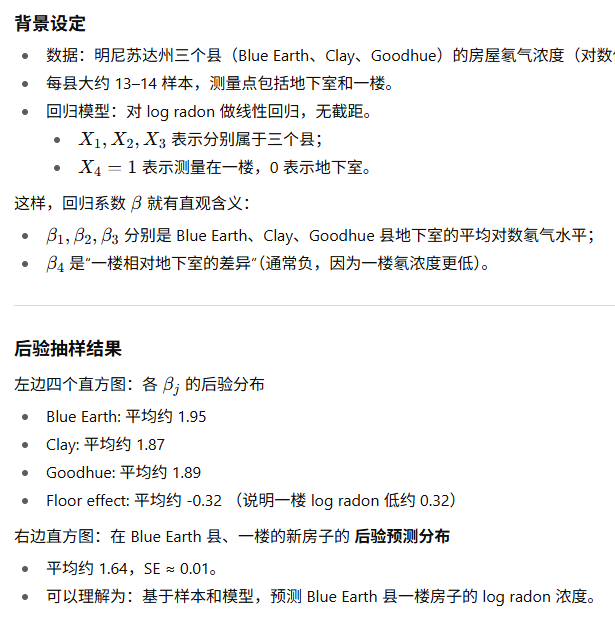 背景设定
数据：明尼苏达州三个县（Blue Earth、Clay、Goodhue）的房屋氡气浓度（对数
每县大约 13–14 样本，测量点包括地下室和一楼。
回归模型：对 log radon 做线性回归，无截距。
X₁, X₂, X₃ 表示分别属于三个县；
X₄ = 1 表示测量在一楼，0 表示地下室。
这样，回归系数 β 就有直观含义：
β₁, β₂, β₃ 分别是 Blue Earth、Clay、Goodhue 县地下室的平均对数氡气水平；
β₄ 是“一楼相对地下室的差异”（通常负，因为一楼氡浓度更低）。
后验抽样结果
左边四个直方图：各 βⱼ 的后验分布
Blue Earth: 平均约 1.95
Clay: 平均约 1.87
Goodhue: 平均约 1.89
Floor effect: 平均约 -0.32 （说明一楼 log radon 低约 0.32）
右边直方图：在 Blue Earth 县、一楼的新房子的 后验预测分布
平均约 1.64，SE ≈ 0.01。
可以理解为：基于样本和模型，预测 Blue Earth 县一楼房子的 log radon 浓度。